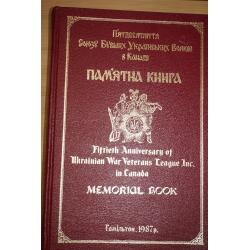 П'ятдесятліття
Союзу Бувших Українських Вояків
в Канаді
ПАМ'ЯТНА КНИГА
Fiftieth Anniversary of
Ukrainian War Veterans' League Inc.
in Canada
MEMORIAL BOOK
Гамільтон, 1987р.